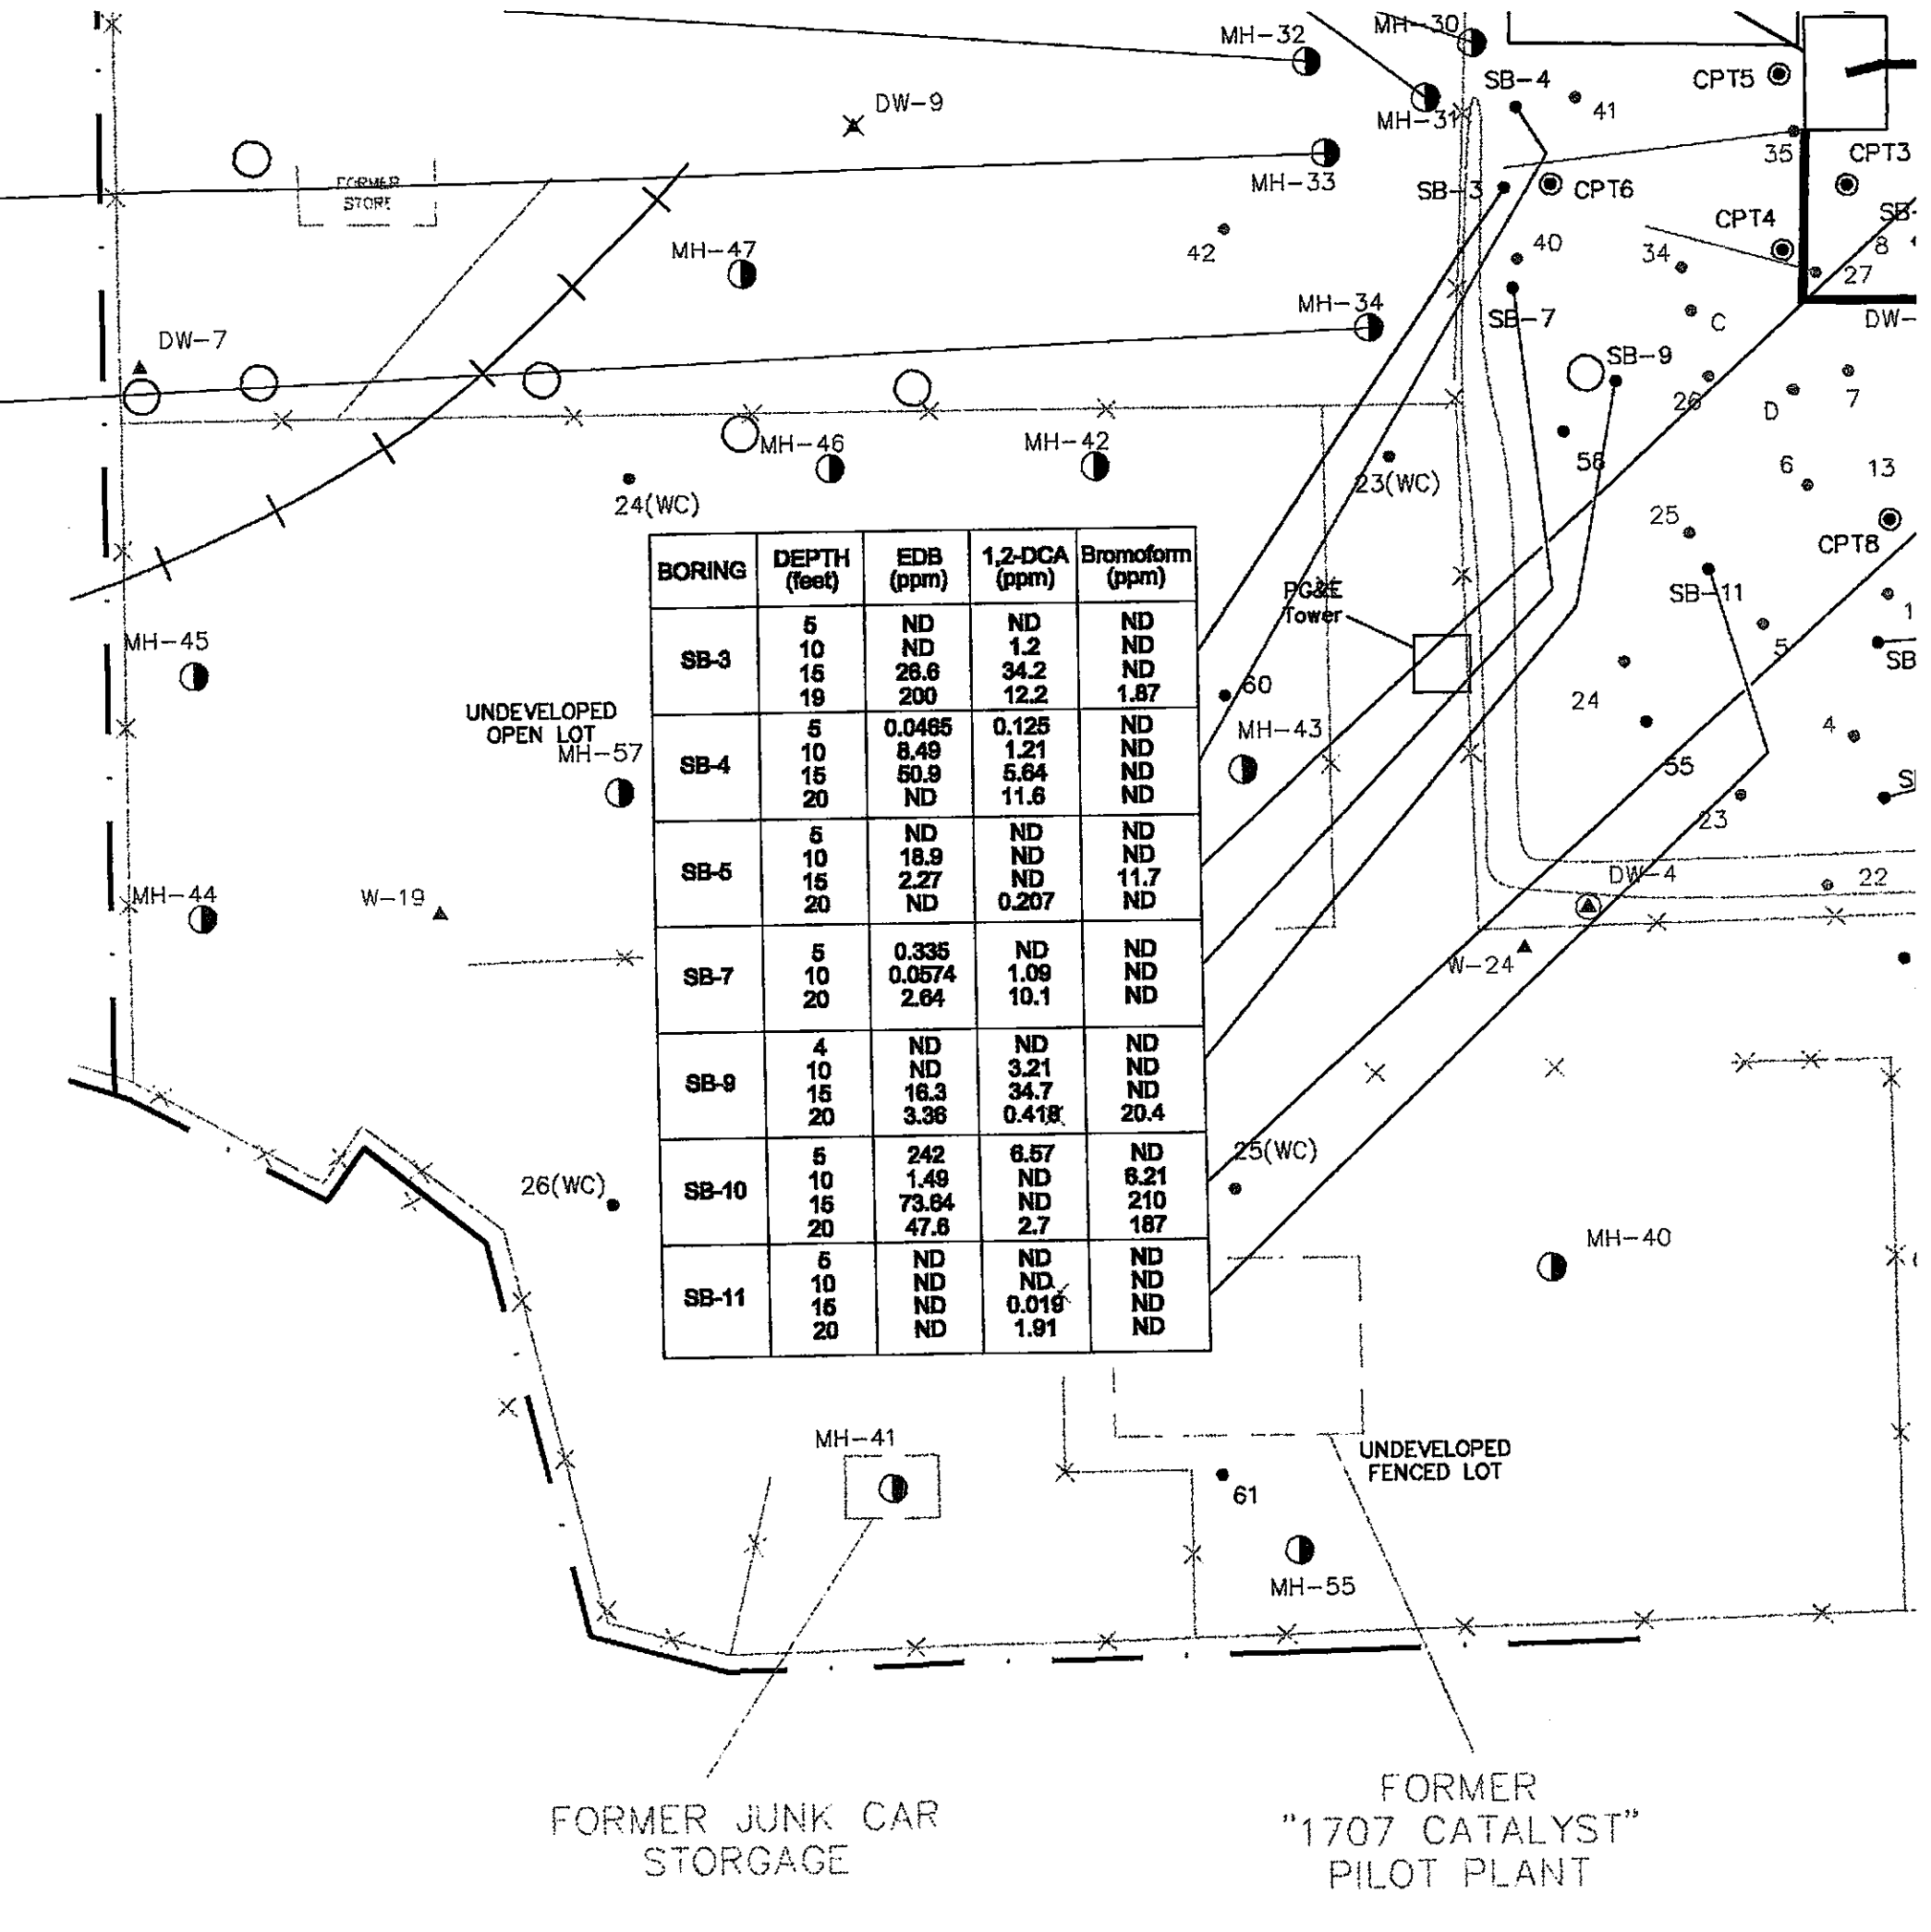 MH-32
MH-30
SB-4
CPT5
DW-9
MH-31
41
35
CPT3
FORMER
STORE
MH-33
SB-3
CPT6
CPT4
SB-
MH-47
42
40
34
8
27
MH-34
SB-7
C
DW-
DW-7
SB-9
26
D
7
MH-46
MH-42
58
6
13
24(WC)
23(WC)
25
CPT8
BORING DEPTH (feet) EDB (ppm) 1,2-DCA (ppm) Bromoform (ppm)
SB-3
5 ND ND ND
10 ND 1.2 ND
15 26.6 34.2 ND
19 200 12.2 1.87
SB-4
5 0.0465 0.125 ND
10 8.49 1.21 ND
15 50.9 5.64 ND
20 ND 11.6 ND
SB-5
5 ND ND ND
10 18.9 ND ND
15 2.27 ND 11.7
20 ND 0.207 ND
SB-7
5 0.335 ND ND
10 0.0574 1.09 ND
20 2.64 10.1 ND
SB-9
4 ND ND ND
10 ND 3.21 ND
15 16.3 34.7 ND
20 3.36 0.418 20.4
SB-10
5 242 6.57 ND
10 1.49 ND 6.21
15 73.64 ND 210
20 47.6 2.7 187
SB-11
5 ND ND ND
10 ND ND ND
15 ND 0.019 ND
20 ND 1.91 ND
PG&E
Tower
SB-11
1
MH-45
5
SB
60
24
UNDEVELOPED
OPEN LOT
MH-57
MH-43
4
55
23
MH-44
W-19
DW-4
22
W-24
26(WC)
25(WC)
MH-40
MH-41
UNDEVELOPED
FENCED LOT
61
MH-55
FORMER JUNK CAR
STORGAGE
FORMER
"1707 CATALYST"
PILOT PLANT